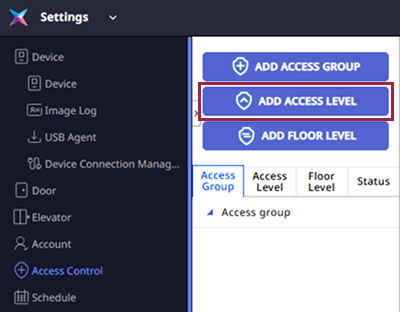 Settings
Device
Device
Image Log
USB Agent
Device Connection Manag...
Door
Elevator
Account
Access Control
Schedule
ADD ACCESS GROUP
ADD ACCESS LEVEL
ADD FLOOR LEVEL
Access Group
Access Level
Floor Level
Status
Access group